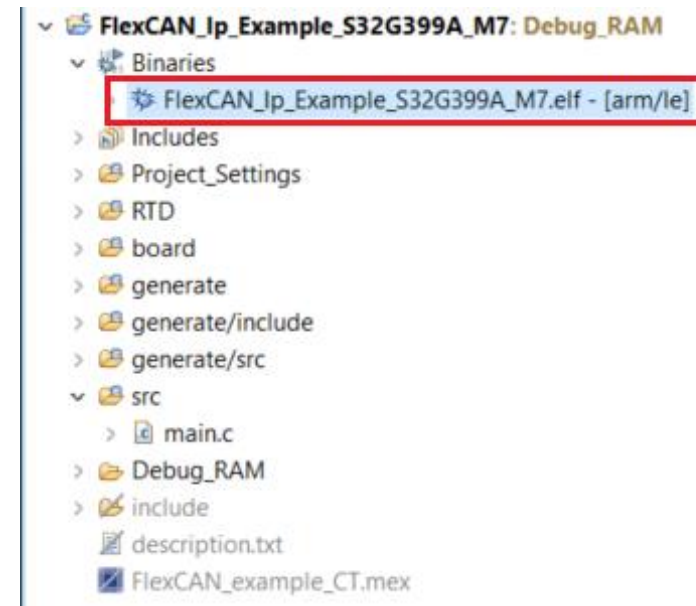 FlexCAN_Ip_Example_S32G399A_M7: Debug_RAM
Binaries
FlexCAN_Ip_Example_S32G399A_M7.elf - [arm/le]
Includes
Project_Settings
RTD
board
generate
generate/include
generate/src
src
main.c
Debug_RAM
include
description.txt
FlexCAN_example_CT.mex